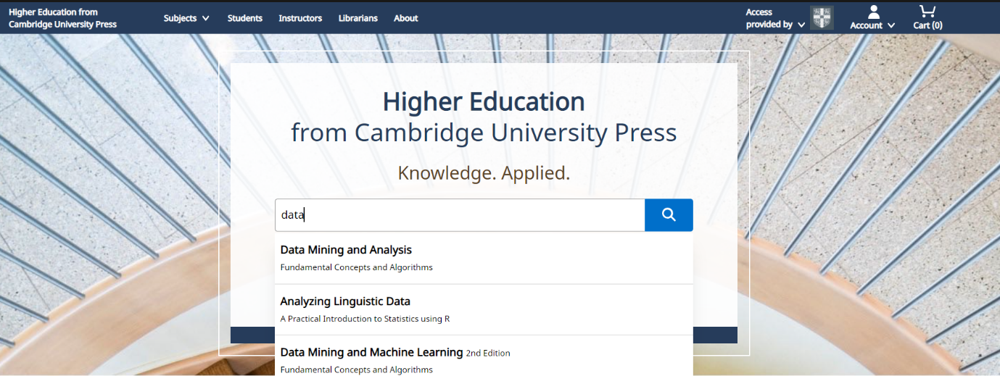 Higher Education from
Cambridge University Press
Subjects
Students
Instructors
Librarians
About
Access
provided by
Account
Cart (0)
Higher Education
from Cambridge University Press
Knowledge. Applied.
data
Data Mining and Analysis
Fundamental Concepts and Algorithms
Analyzing Linguistic Data
A Practical Introduction to Statistics using R
Data Mining and Machine Learning 2nd Edition
Fundamental Concepts and Algorithms